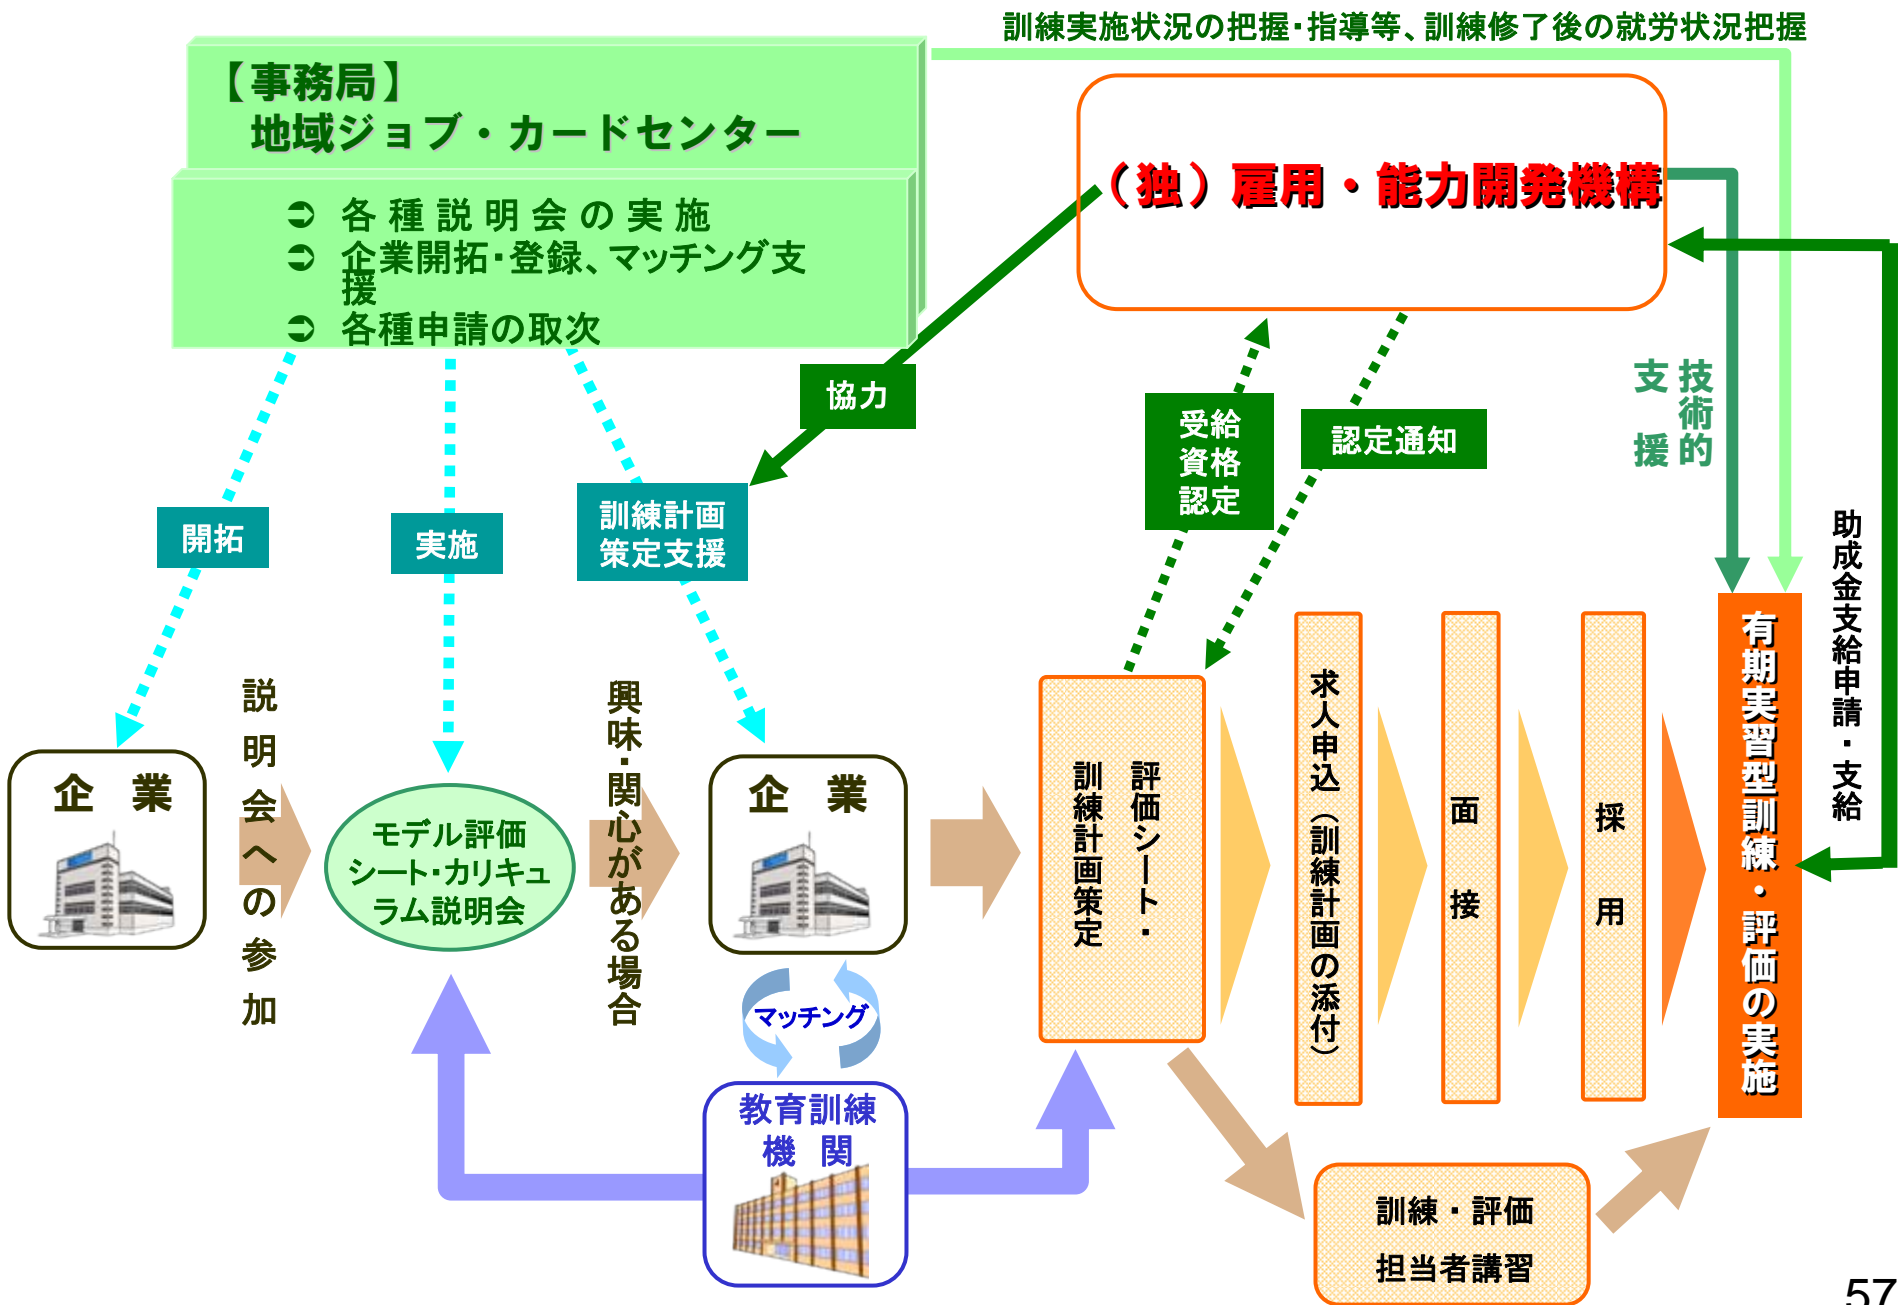 訓練実施状況の把握・指導等、訓練修了後の就労状況把握
【事務局】
地域ジョブ・カードセンター
➲ 各種説明会の実施
➲ 企業開拓・登録、マッチング支
援
➲ 各種申請の取次
（独）雇用・能力開発機構
協力
受給
資格
認定
認定通知
技術的
支援
開拓
実施
訓練計画
策定支援
助成金支給申請・支給
企　業
説明会への参加
モデル評価
シート・カリキュ
ラム説明会
興味・関心がある場合
企　業
マッチング
教育訓練
機　関
評価シート・
訓練計画策定
求人申込（訓練計画の添付）
面接
採用
有期実習型訓練・評価の実施
訓練・評価
担当者講習
57